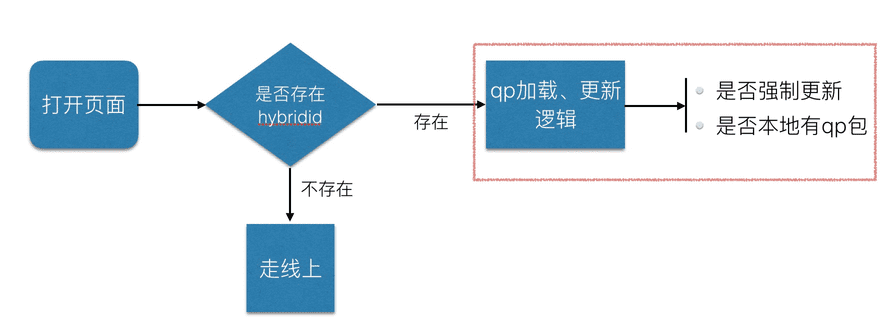 打开页面
是否存在
hybridid
存在
不存在
走线上
qp加载、更新
逻辑
是否强制更新
是否本地有qp包